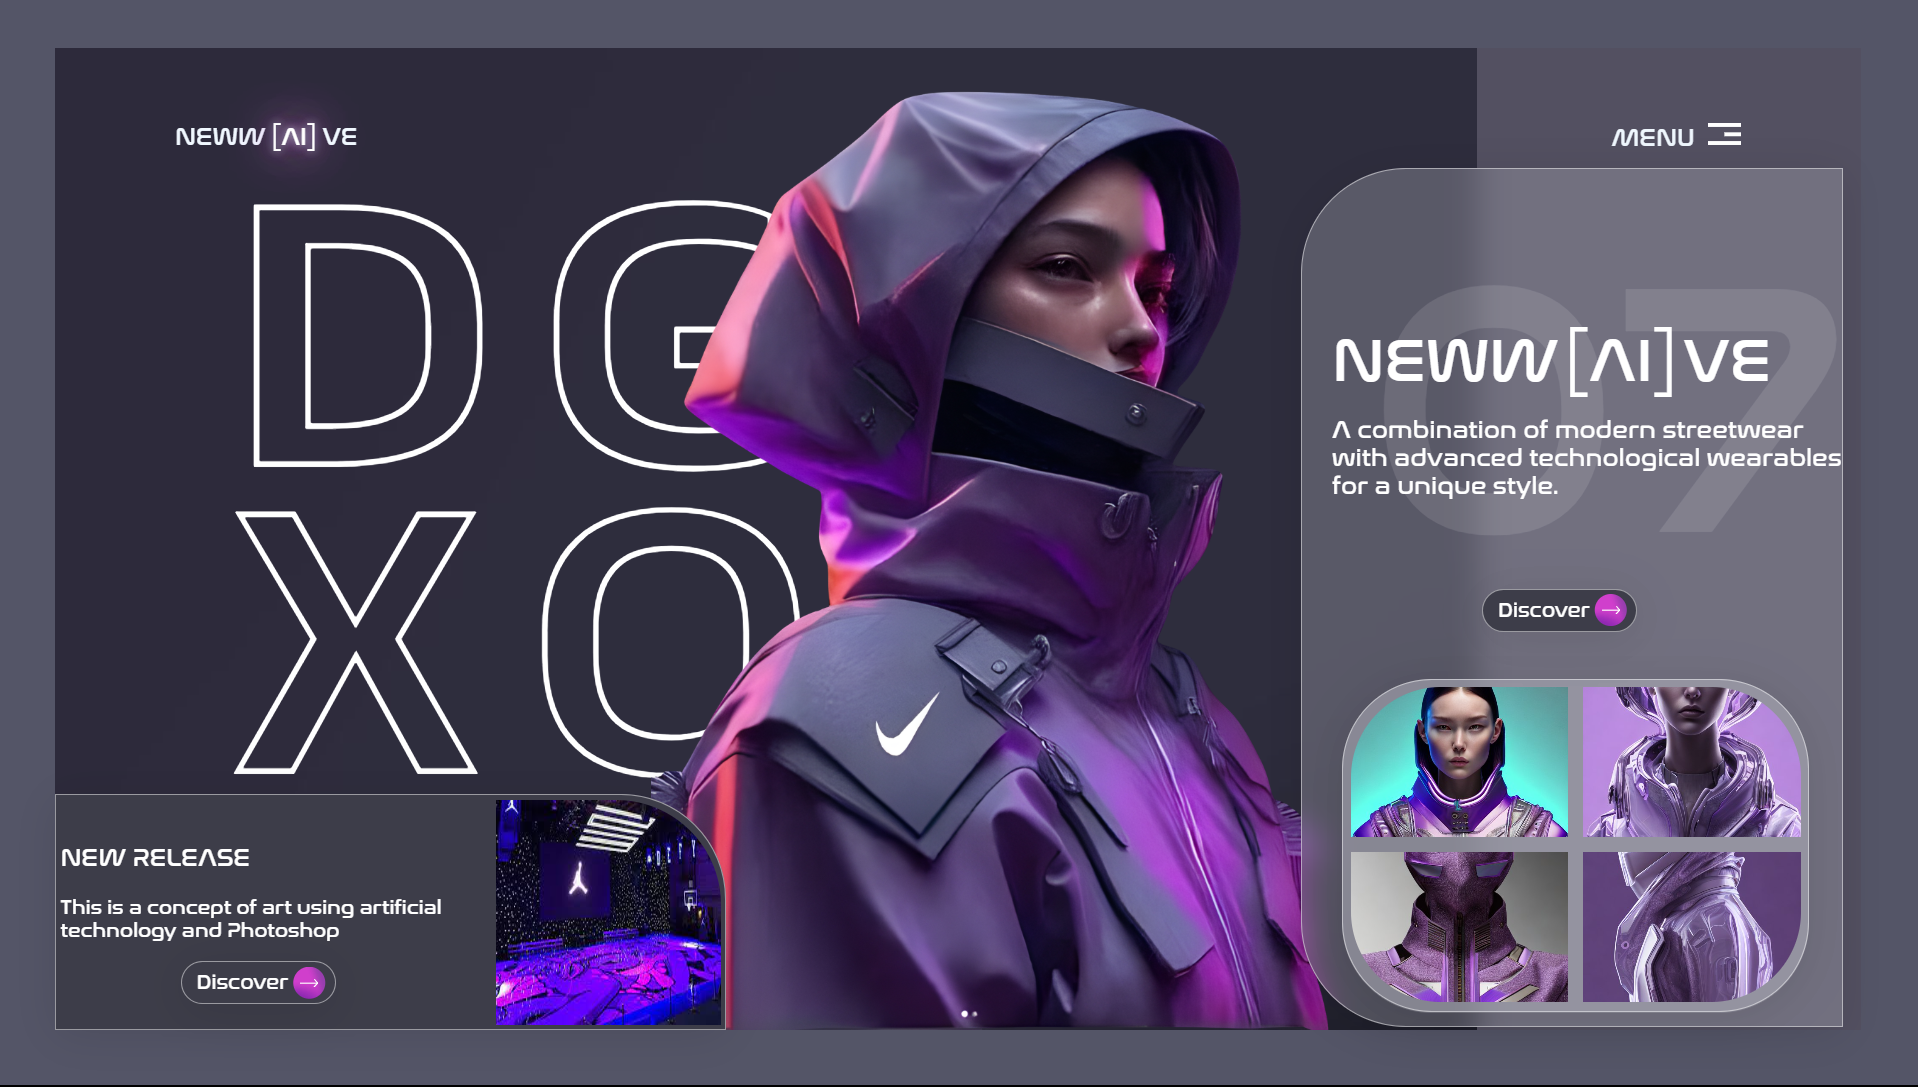 NEWW [AI] VE
MENU
DG
XO
07
NEWW [AI] VE
A combination of modern streetwear
with advanced technological wearables
for a unique style.
Discover
NEW RELEASE
This is a concept of art using artificial
technology and Photoshop
Discover